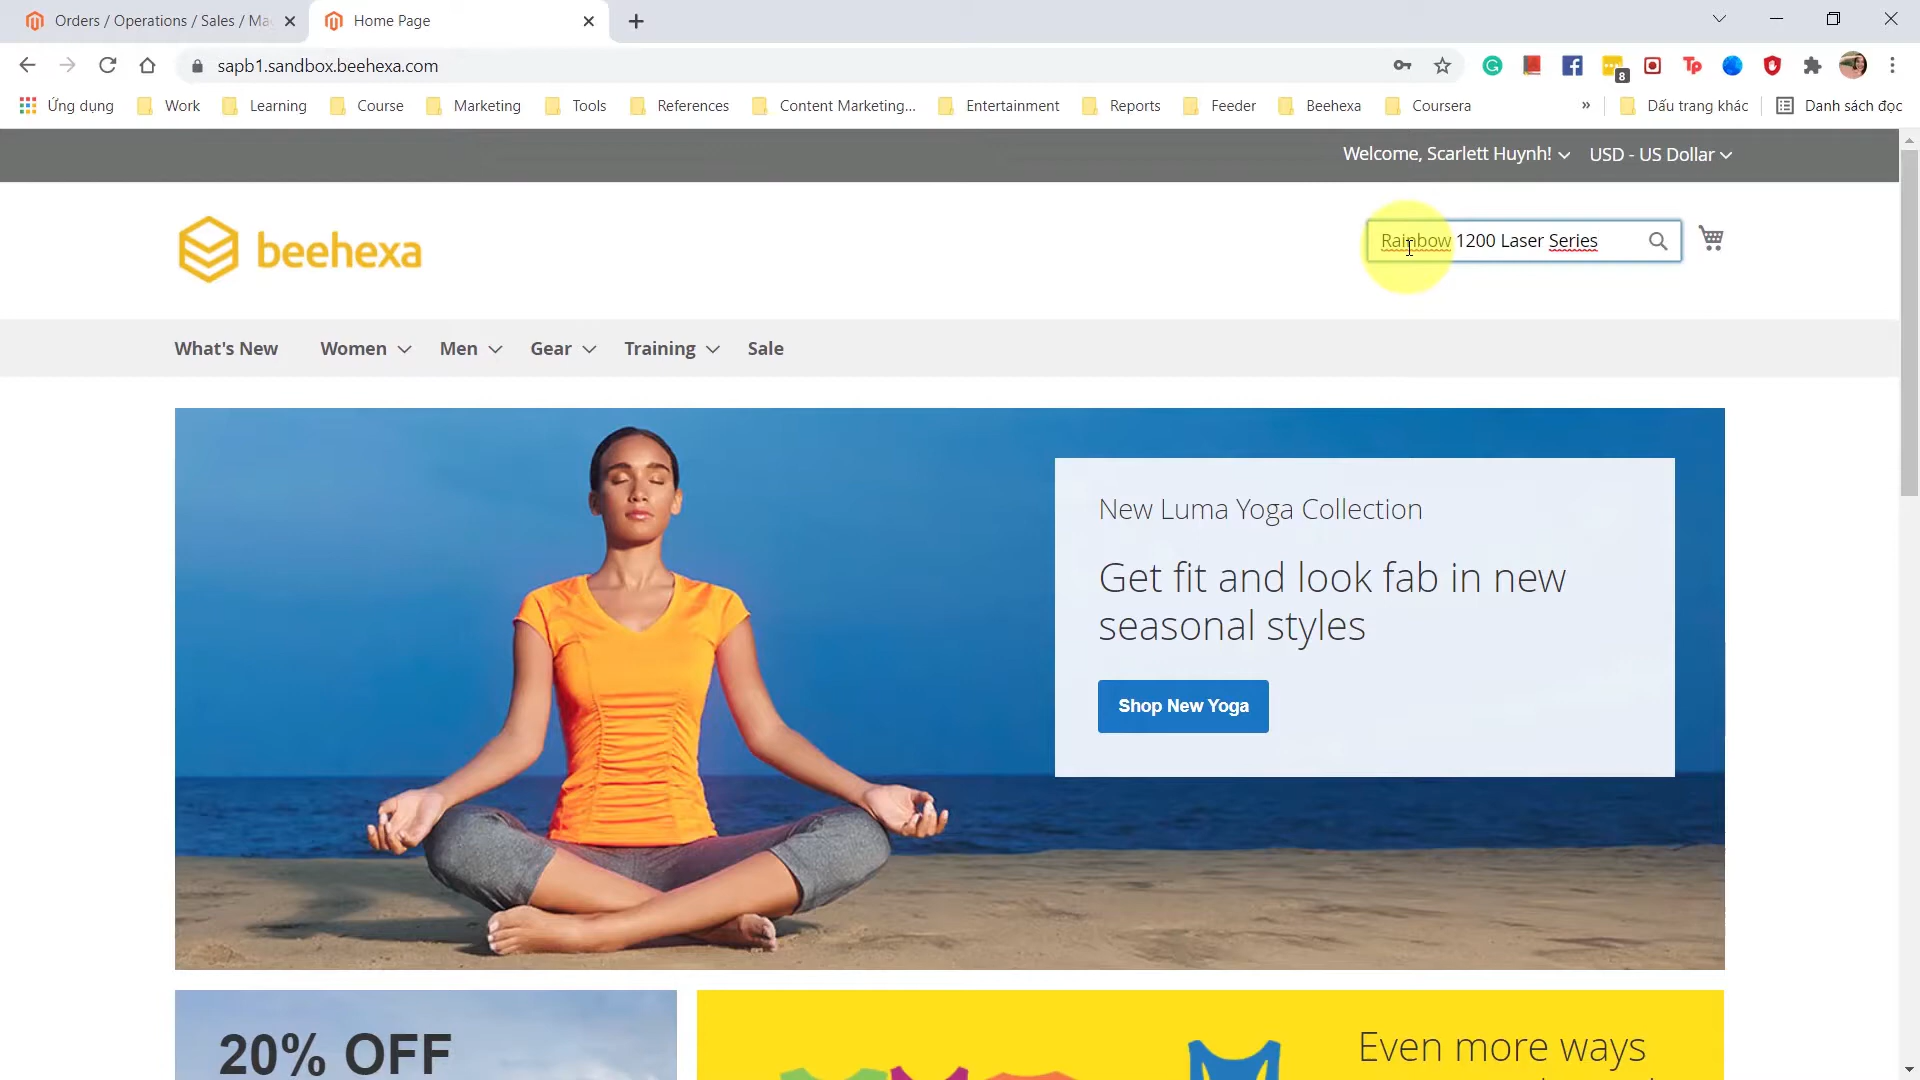 Orders / Operations / Sales / Ma
Home Page
sapb1.sandbox.beehexa.com
8
TP
Ứng dụng
Work
Learning
Course
Marketing
Tools
References
Content Marketing...
Entertainment
Reports
Feeder
Beehexa
Coursera
»
Dấu trang khác
Danh sách đọc
Welcome, Scarlett Huynh!
USD - US Dollar
beehexa
Rainbow 1200 Laser Series
What's New
Women
Men
Gear
Training
Sale
New Luma Yoga Collection
Get fit and look fab in new
seasonal styles
Shop New Yoga
20% OFF
Even more ways